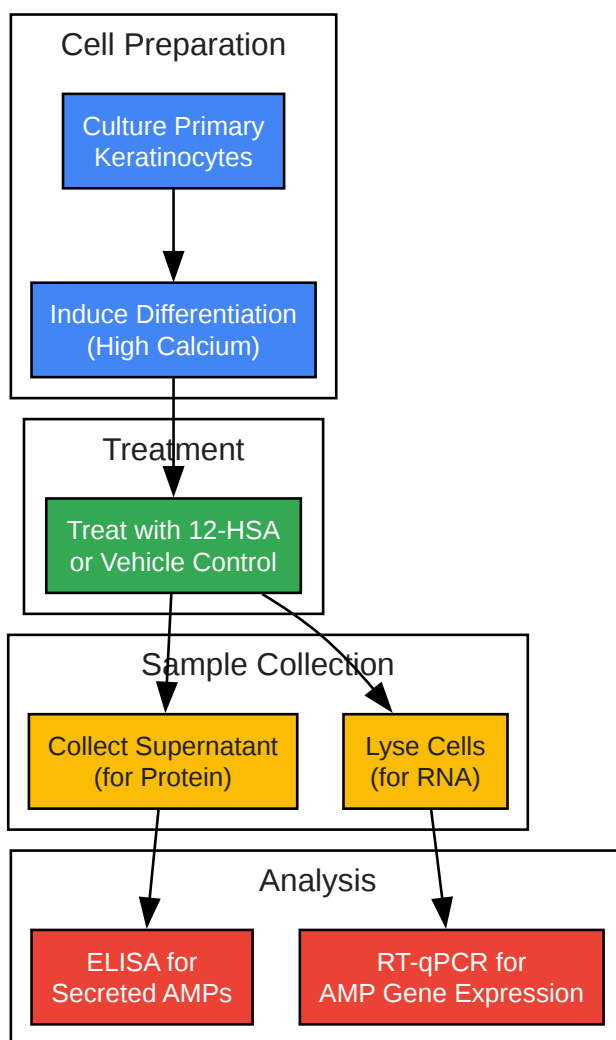 Cell Preparation
Culture Primary
Keratinocytes
Induce Differentiation
(High Calcium)
Treatment
Treat with 12-HSA
or Vehicle Control
Sample Collection
Collect Supernatant
(for Protein)
Lyse Cells
(for RNA)
Analysis
ELISA for
Secreted AMPs
RT-qPCR for
AMP Gene Expression